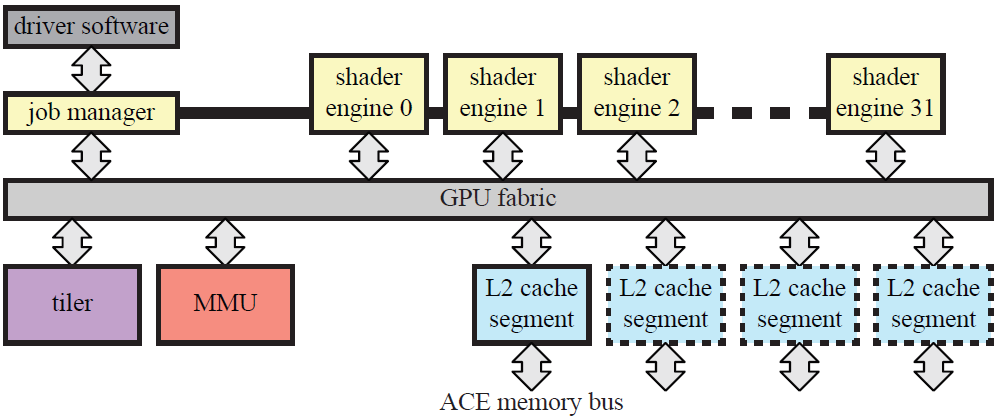 driver software
job manager
shader
engine 0
shader
engine 1
shader
engine 2
shader
engine 31
GPU fabric
tiler
MMU
L2 cache
segment
L2 cache
segment
L2 cache
segment
L2 cache
segment
ACE memory bus